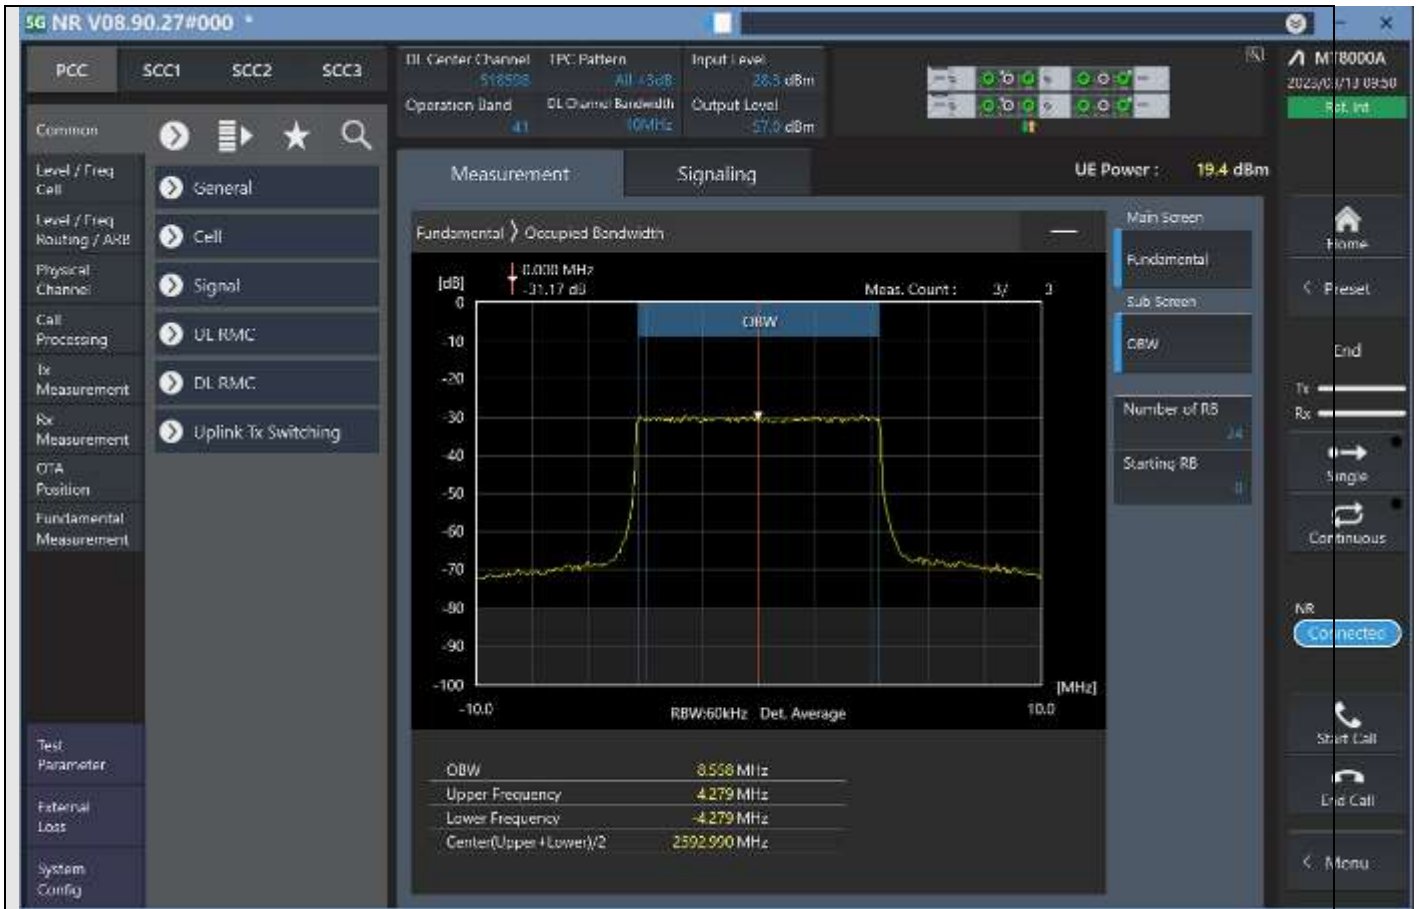 5G NR V08.90.27#000 *
PCC SCC1 SCC2 SCC3
DL Center Channel 518598
TPC Pattern All +3dB
Input Level 28.3 dBm
Operation Band 41
DL Channel Bandwidth 10MHz
Output Level -57.0 dBm
MT8000A
09:50
Ref. Int
Common
Level / Freq
Cell
Level / Freq
Routing / ARB
Physical
Channel
Call
Processing
Tx
Measurement
Rx
Measurement
OTA
Position
Fundamental
Measurement
Test
Parameter
External
Loss
System
Config
General
Cell
Signal
UL RMC
DL RMC
Uplink Tx Switching
Measurement Signaling
UE Power : 19.4 dBm
Fundamental 〉 Occupied Bandwidth
[dB]
0.000 MHz
-31.17 dB
Meas. Count : 3/ 3
OBW
0
-10
-20
-30
-40
-50
-60
-70
-80
-90
-100
[MHz]
-10.0
RBW:60kHz Det. Average
10.0
OBW 8.558 MHz
Upper Frequency 4.279 MHz
Lower Frequency -4.279 MHz
Center(Upper+Lower)/2 2592.990 MHz
Main Screen
Fundamental
Sub Screen
OBW
Number of RB
24
Starting RB
0
Home
< Preset
End
Tx
Rx
Single
Continuous
NR
Connected
Start Call
End Call
< Menu